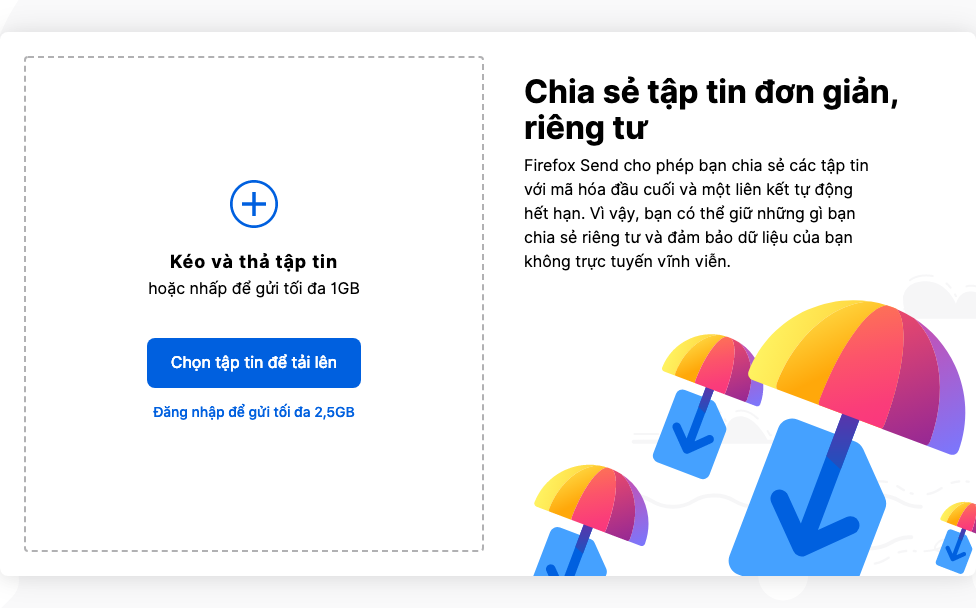 Kéo và thả tập tin
hoặc nhấp để gửi tối đa 1GB
Chọn tập tin để tải lên
Đăng nhập để gửi tối đa 2,5GB
Chia sẻ tập tin đơn giản,
riêng tư
Firefox Send cho phép bạn chia sẻ các tập tin
với mã hóa đầu cuối và một liên kết tự động
hết hạn. Vì vậy, bạn có thể giữ những gì bạn
chia sẻ riêng tư và đảm bảo dữ liệu của bạn
không trực tuyến vĩnh viễn.